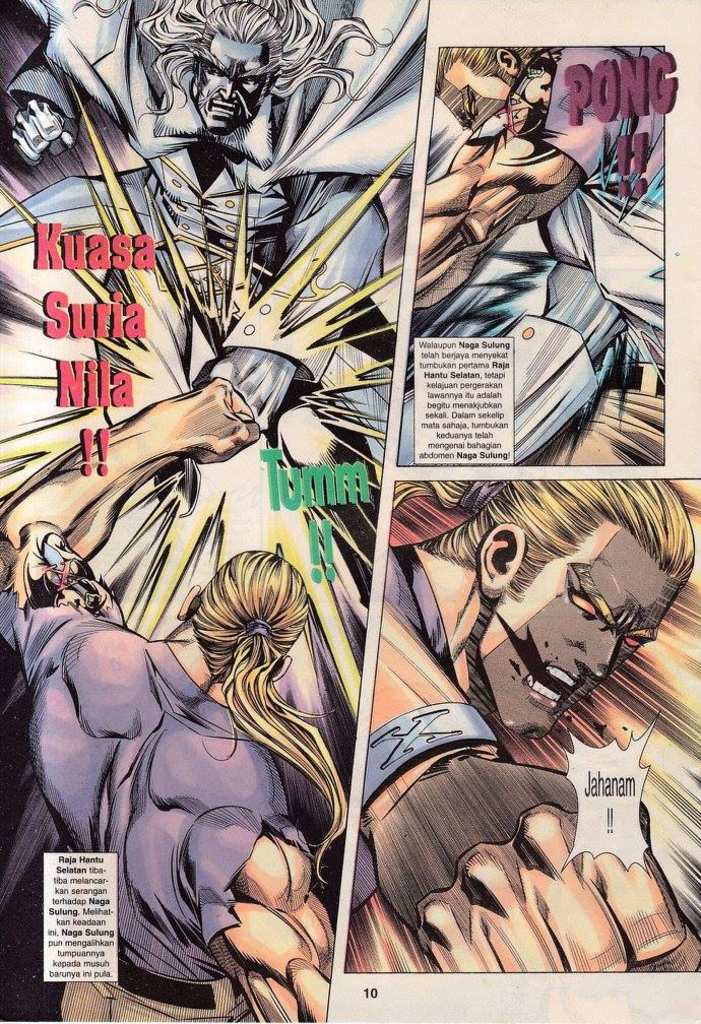 Kuasa
Suria
Nila
!!
Tumm
!!
Raja Hantu
Selatan tiba-
tiba melancar-
kan serangan
terhadap Naga
Sulung. Melihat-
kan keadaan
ini, Naga Sulung
pun mengalihkan
tumpuannya
kepada musuh
barunya ini pula.
PONG
!!
Walaupun Naga Sulung
telah berjaya menyekat
tumbukan pertama Raja
Hantu Selatan, tetapi
kelajuan pergerakan
lawannya itu adalah
begitu menakjubkan
sekali. Dalam sekelip
mata sahaja, tumbukan
keduanya telah
mengenai bahagian
abdomen Naga Sulung!
Jahanam
!!
10